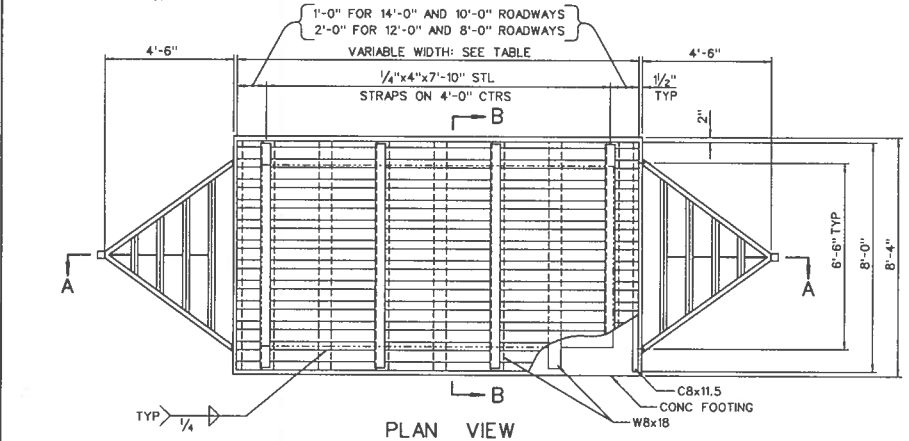 1'-0" FOR 14'-0" AND 10'-0" ROADWAYS
2'-0" FOR 12'-0" AND 8'-0" ROADWAYS
4'-6"
VARIABLE WIDTH: SEE TABLE
4'-6"
1/4"x4"x7'-10" STL
STRAPS ON 4'-0" CTRS
1 1/2"
TYP
B
2"
A
6'-6" TYP
8'-0"
8'-4"
A
B
C8x11.5
CONC FOOTING
W8x18
TYP
1/4
PLAN VIEW